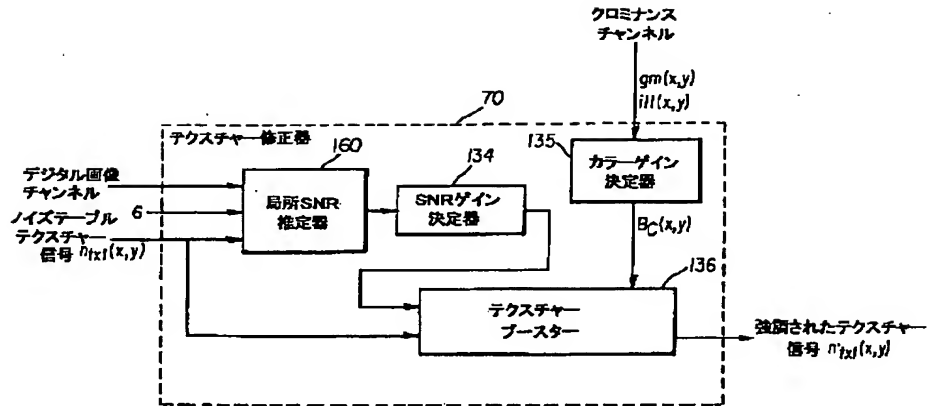 クロミナンス
チャンネル
gm(x,y)
ill(x,y)
70
テクスチャー修正器
160
134
135
カラーゲイン
決定器
デジタル画像
チャンネル
局所SNR
推定器
SNRゲイン
決定器
ノイズテーブル 6
テクスチャー
信号 n_txt(x,y)
B_C(x,y)
136
テクスチャー
ブースター
強調されたテクスチャー
信号 n'_txt(x,y)